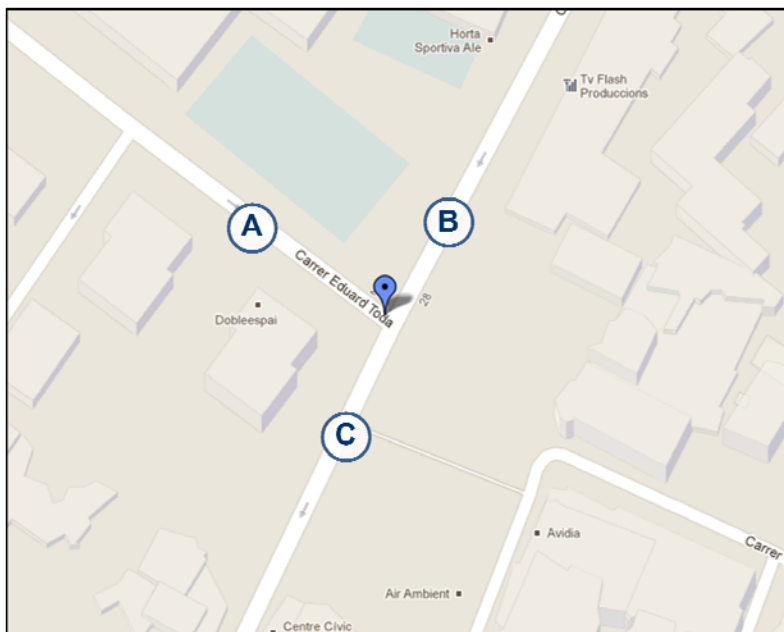 Horta
Sportiva Ale
Tv Flash
Produccions
A
B
Carrer Eduard Toda
28
Dobleespai
C
Avidia
Carrer
Air Ambient
Centre Cívic